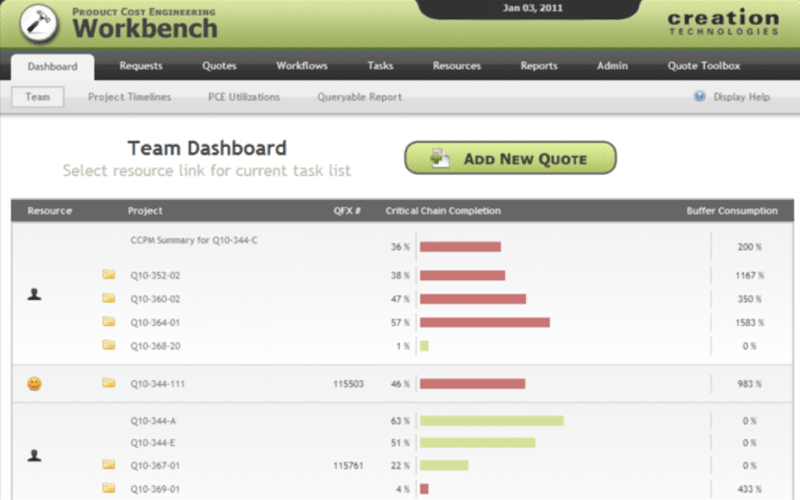 Jan 03, 2011
PRODUCT COST ENGINEERING
Workbench
creation
TECHNOLOGIES
Dashboard Requests Quotes Workflows Tasks Resources Reports Admin Quote Toolbox
Team Project Timelines PCE Utilizations Queryable Report Display Help
Team Dashboard
Select resource link for current task list
ADD NEW QUOTE
Resource Project QFX # Critical Chain Completion Buffer Consumption
CCPM Summary for Q10-344-C 36 % 200 %
Q10-352-02 38 % 1167 %
Q10-360-02 47 % 350 %
Q10-364-01 57 % 1583 %
Q10-368-20 1 % 0 %
Q10-344-111 115503 46 % 983 %
Q10-344-A 63 % 0 %
Q10-344-E 51 % 0 %
Q10-367-01 115761 22 % 0 %
Q10-369-01 4 % 433 %